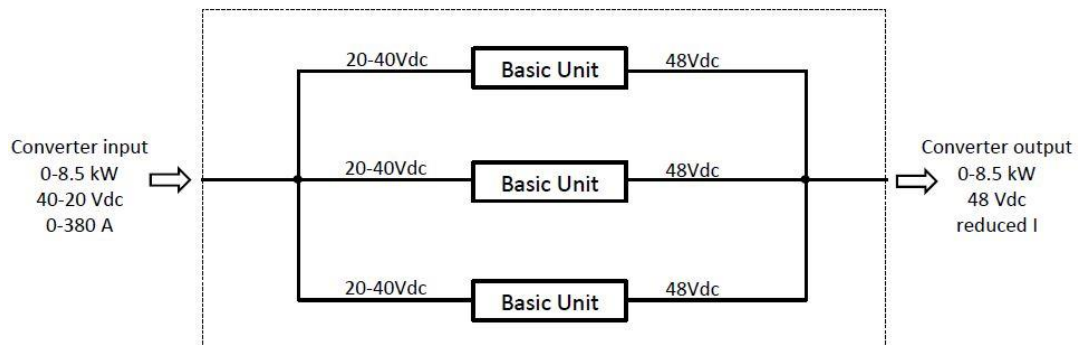 20-40Vdc
Basic Unit
48Vdc
Converter input
0-8.5 kW
40-20 Vdc
0-380 A
20-40Vdc
Basic Unit
48Vdc
Converter output
0-8.5 kW
48 Vdc
reduced I
20-40Vdc
Basic Unit
48Vdc